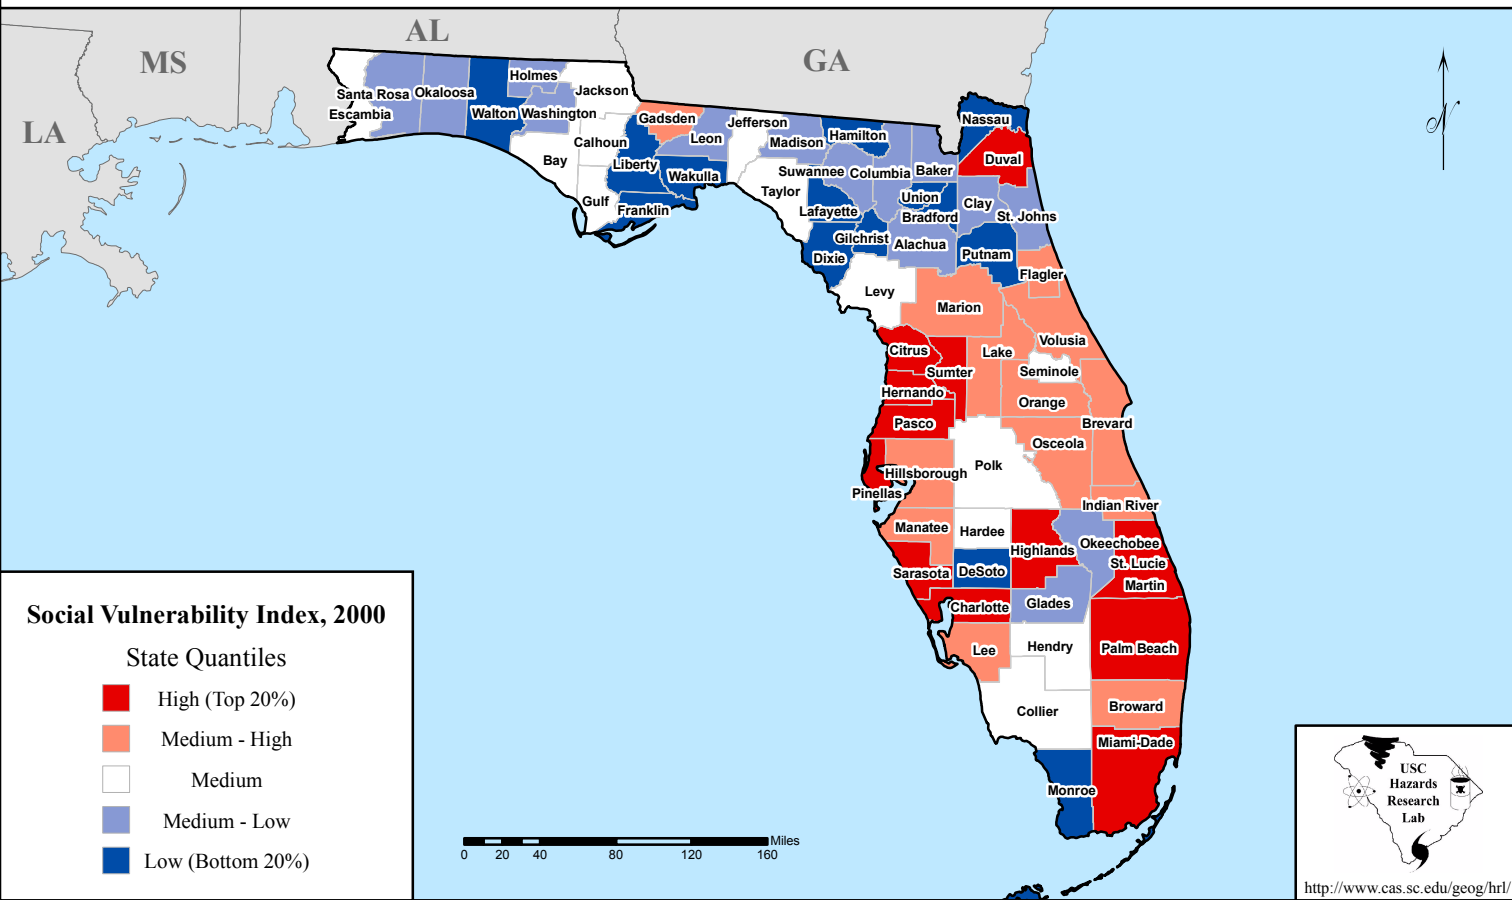 AL
MS
GA
LA
Holmes
Jackson
Santa Rosa
Okaloosa
Escambia
Walton
Washington
Gadsden
Jefferson
Nassau
Calhoun
Leon
Madison
Hamilton
Duval
Bay
Liberty
Wakulla
Suwannee
Columbia
Baker
Taylor
Gulf
Franklin
Lafayette
Union
Bradford
Clay
St. Johns
Gilchrist
Alachua
Dixie
Putnam
Flagler
Levy
Marion
Volusia
Citrus
Lake
Sumter
Seminole
Hernando
Orange
Pasco
Brevard
Osceola
Polk
Hillsborough
Pinellas
Indian River
Manatee
Hardee
Okeechobee
Highlands
St. Lucie
Sarasota
DeSoto
Martin
Charlotte
Glades
Lee
Hendry
Palm Beach
Collier
Broward
Miami-Dade
Monroe
Social Vulnerability Index, 2000
State Quantiles
High (Top 20%)
Medium - High
Medium
Medium - Low
Low (Bottom 20%)
Miles
0 20 40 80 120 160
N
USC
Hazards
Research
Lab
http://www.cas.sc.edu/geog/hrl/